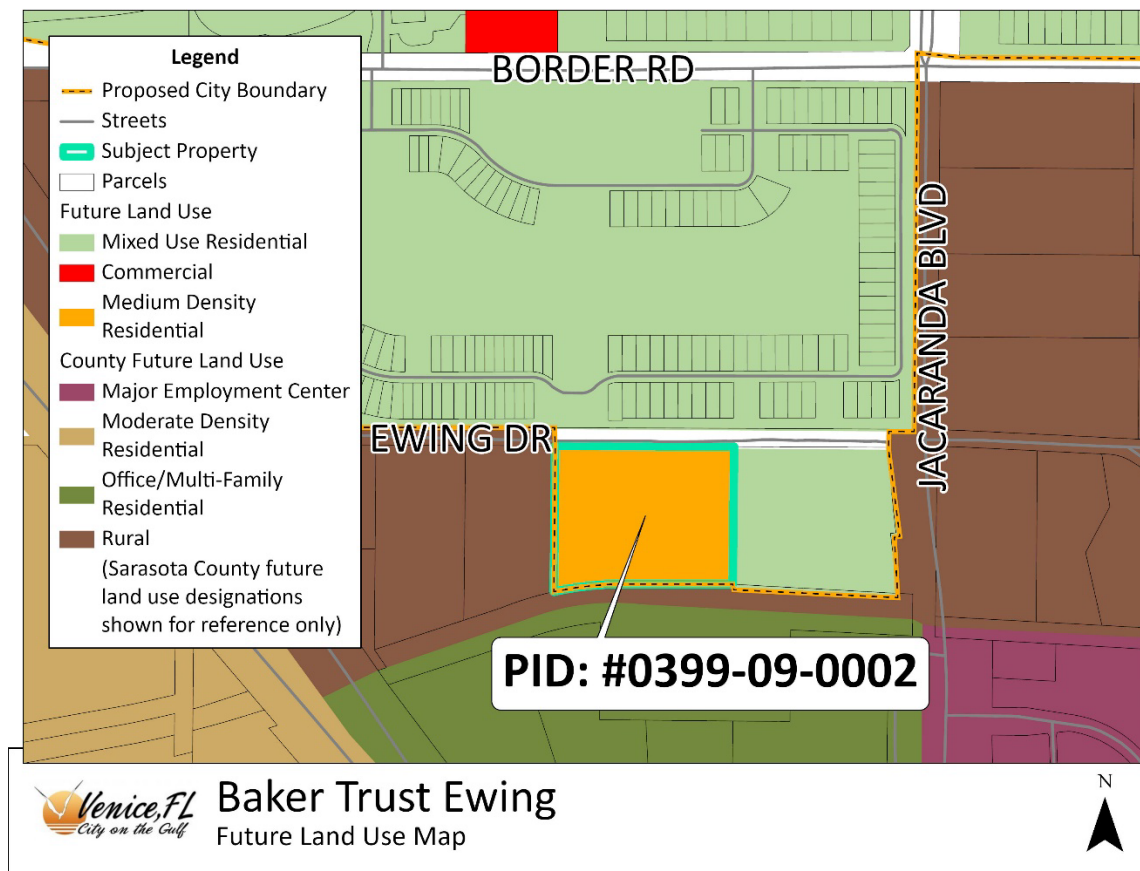 BORDER RD
Legend
Proposed City Boundary
Streets
Subject Property
Parcels
Future Land Use
Mixed Use Residential
Commercial
Medium Density
Residential
County Future Land Use
Major Employment Center
Moderate Density
Residential
Office/Multi-Family
Residential
Rural
(Sarasota County future
land use designations
shown for reference only)
JACARANDA BLVD
EWING DR
PID: #0399-09-0002
Venice, FL
City on the Gulf
Baker Trust Ewing
Future Land Use Map
N